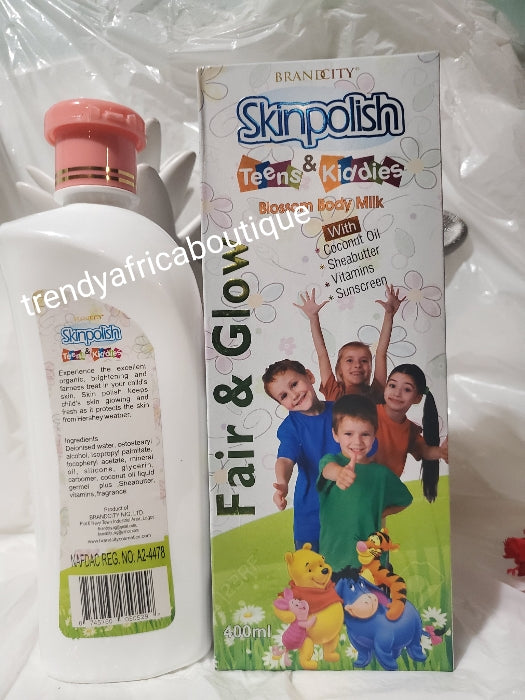 BRANDCITY
Skinpolish
Teens & Kiddies
Blossom Body Milk
With
* Coconut Oil
* Sheabutter
* Vitamins
* Sunscreen
Fair & Glow
400ml
trendyafricaboutique
Skinpolish
Teens & Kiddies
Experience the excellent
organic, brightening and
fairness treat in your child's
skin. Skin polish keeps
child's skin glowing and
fresh as it protects the skin
from Harshey weather.
Ingredients
Deionised water, cetostearyl
alcohol, isopropyl palmitate,
tocopheryl acetate, mineral
oil, silicone, glycerin,
carbomer, coconut oil liquid
germel plus Sheabutter,
vitamins, fragrance
Product of
BRANDCITY NIG. LTD.
NAFDAC REG. NO. A2-4478